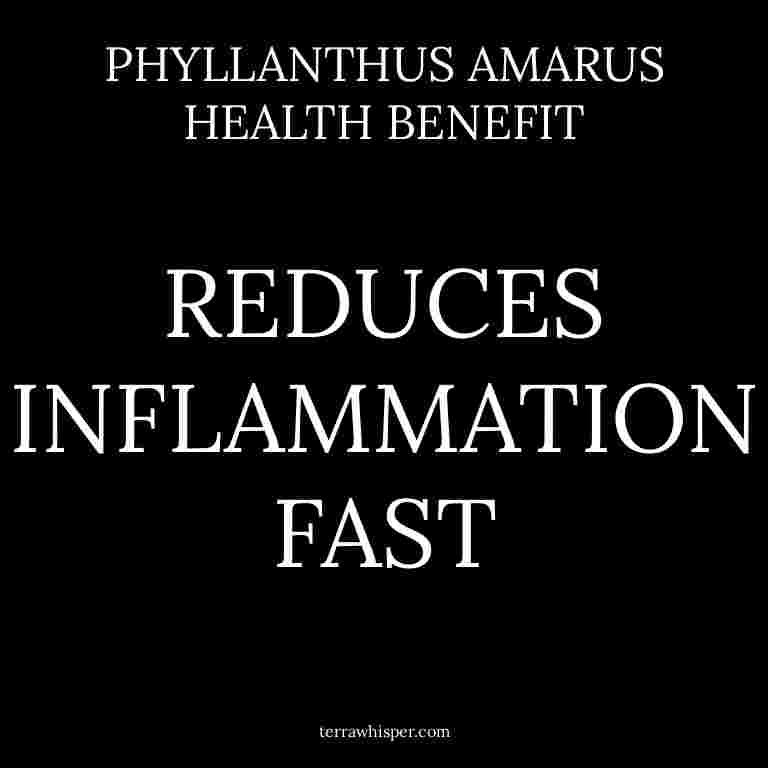 PHYLLANTHUS AMARUS
HEALTH BENEFIT
REDUCES
INFLAMMATION
FAST
terrawhisper.com